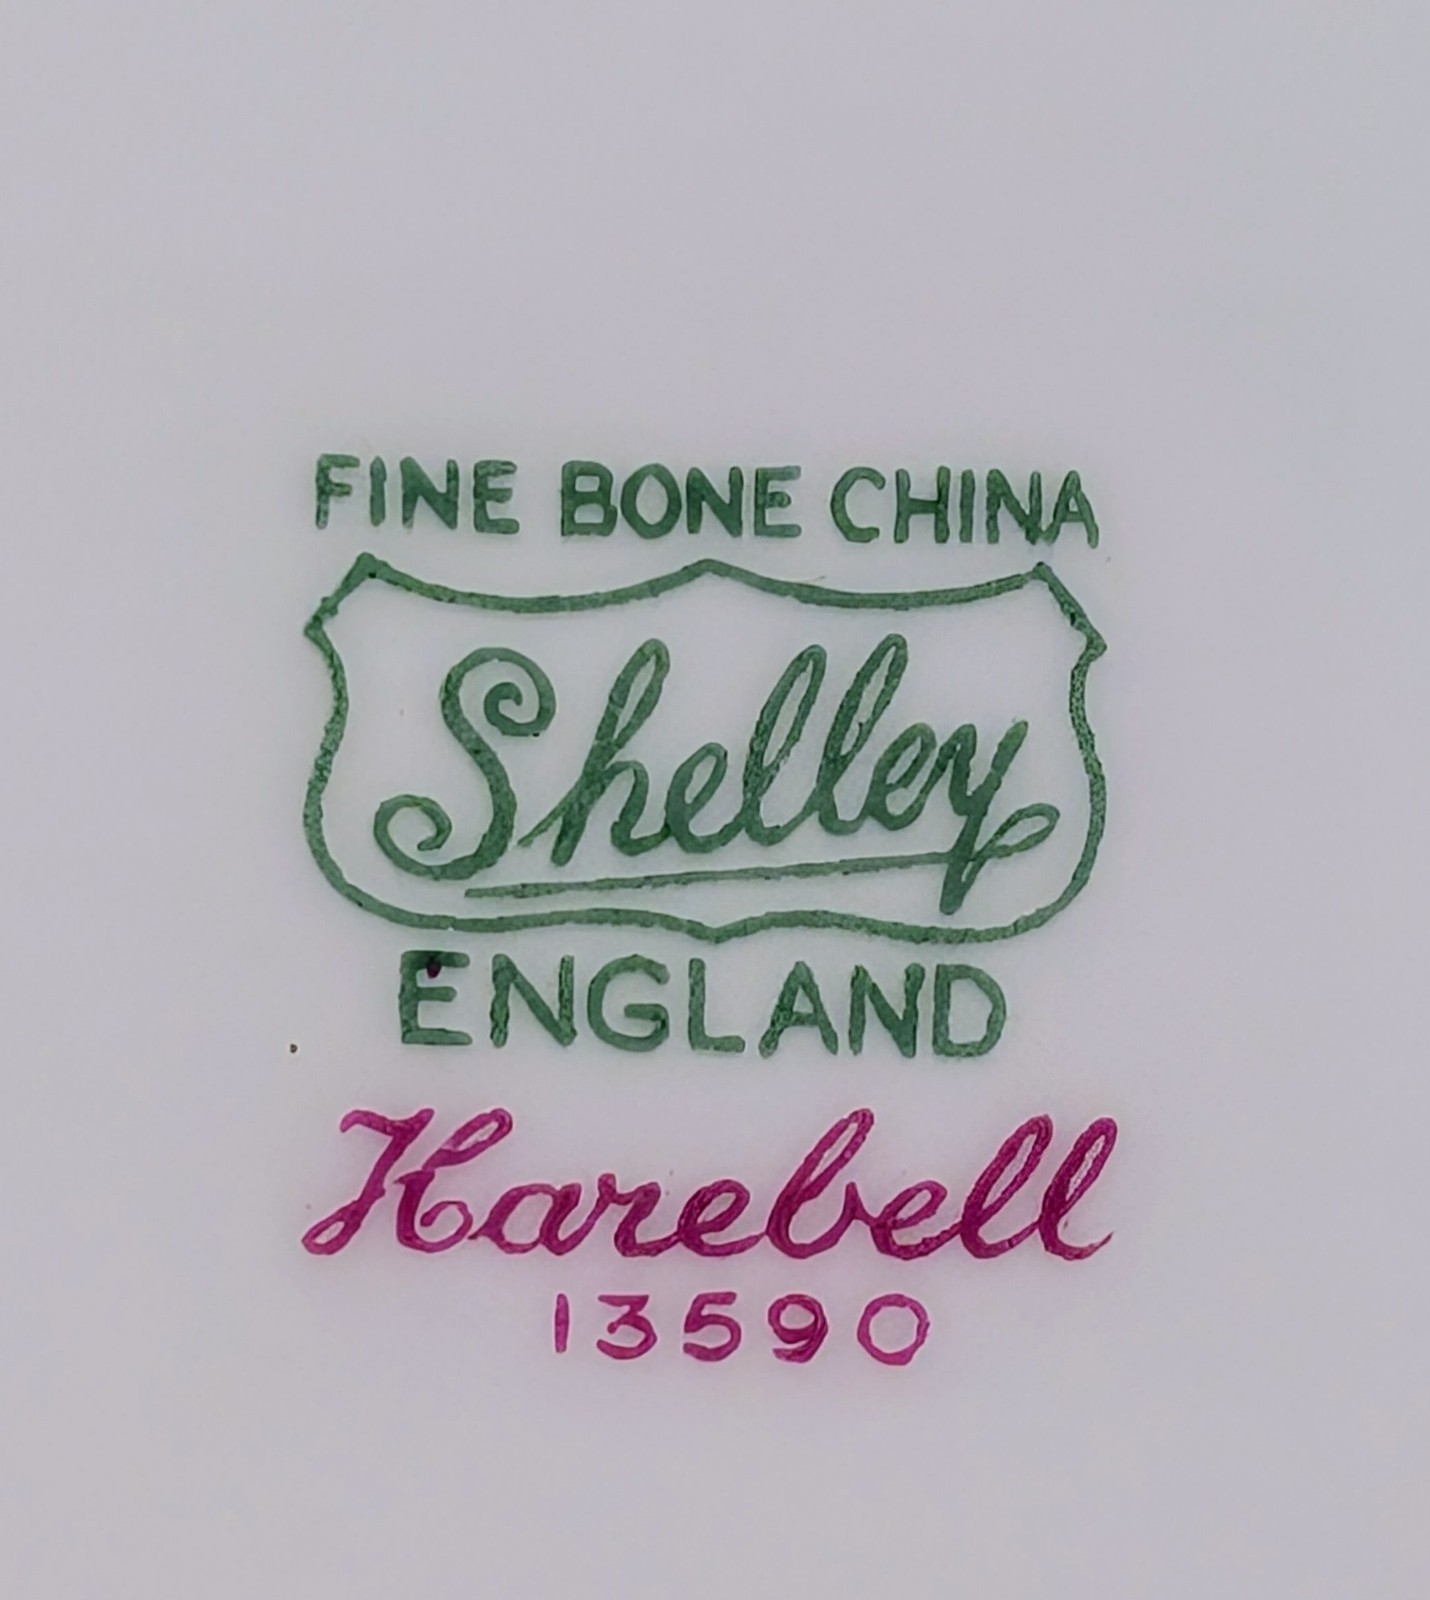 FINE BONE CHINA
Shelley
ENGLAND
Harebell
13590